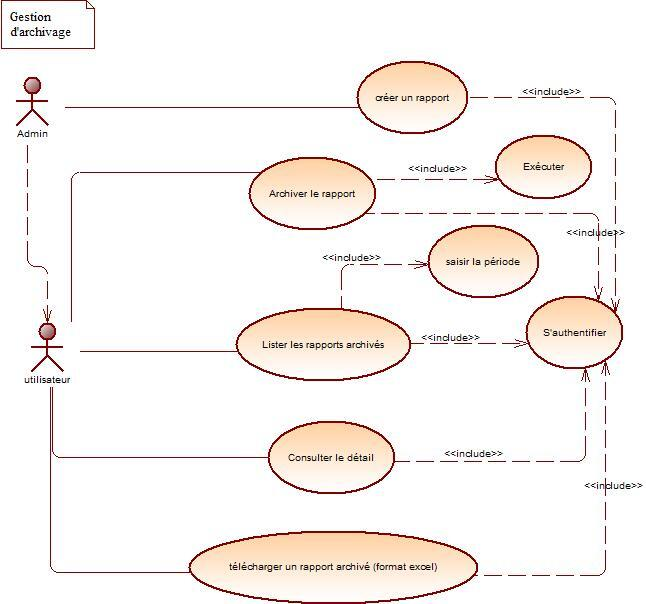 Gestion
d'archivage
créer un rapport
<<include>>
Admin
Archiver le rapport
<<include>>
Exécuter
<<include>>
<<include>>
saisir la période
Lister les rapports archivés
<<include>>
S'authentifier
utilisateur
Consulter le détail
<<include>>
<<include>>
télécharger un rapport archivé (format excel)